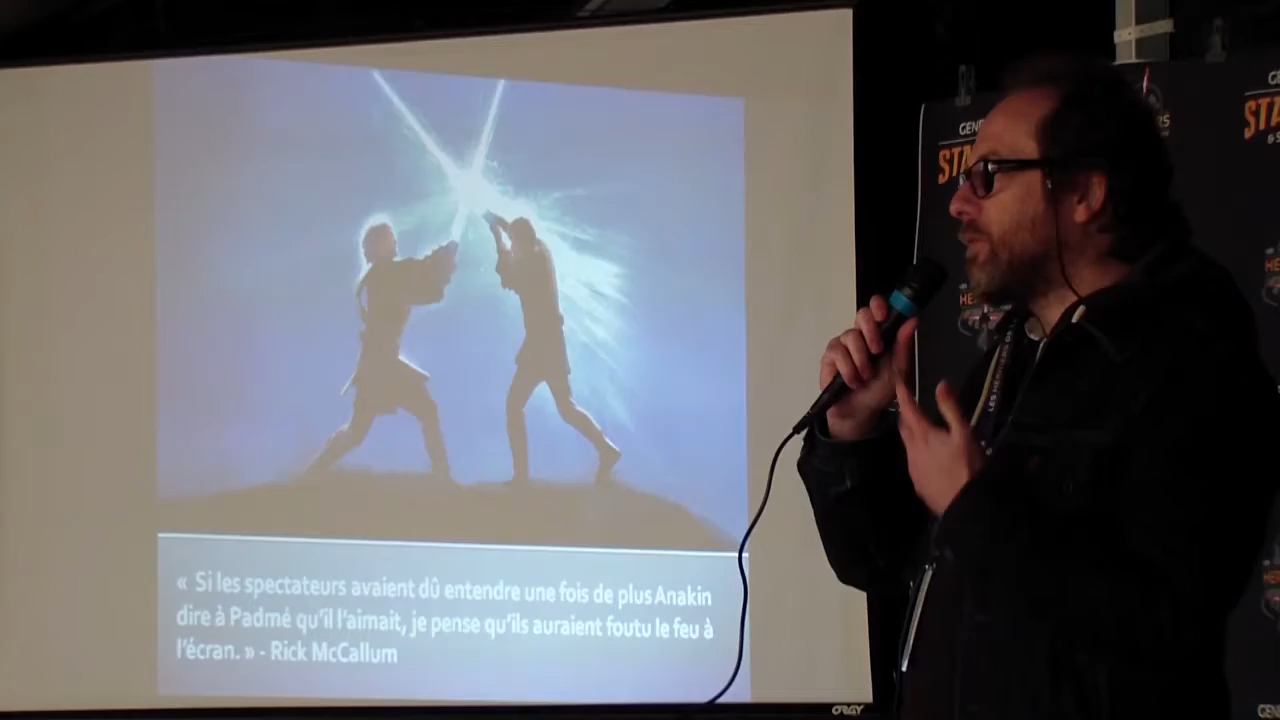 « Si les spectateurs avaient dû entendre une fois de plus Anakin
dire à Padmé qu'il l'aimait, je pense qu'ils auraient foutu le feu à
l'écran. » - Rick McCallum
ORAY